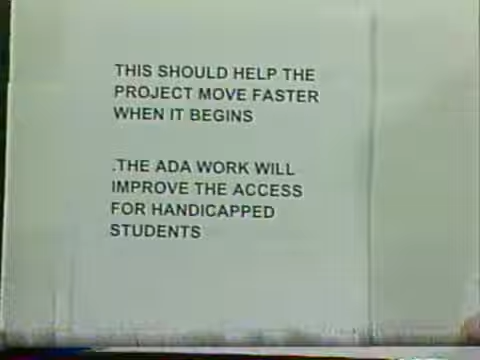 THIS SHOULD HELP THE
PROJECT MOVE FASTER
WHEN IT BEGINS
.THE ADA WORK WILL
IMPROVE THE ACCESS
FOR HANDICAPPED
STUDENTS